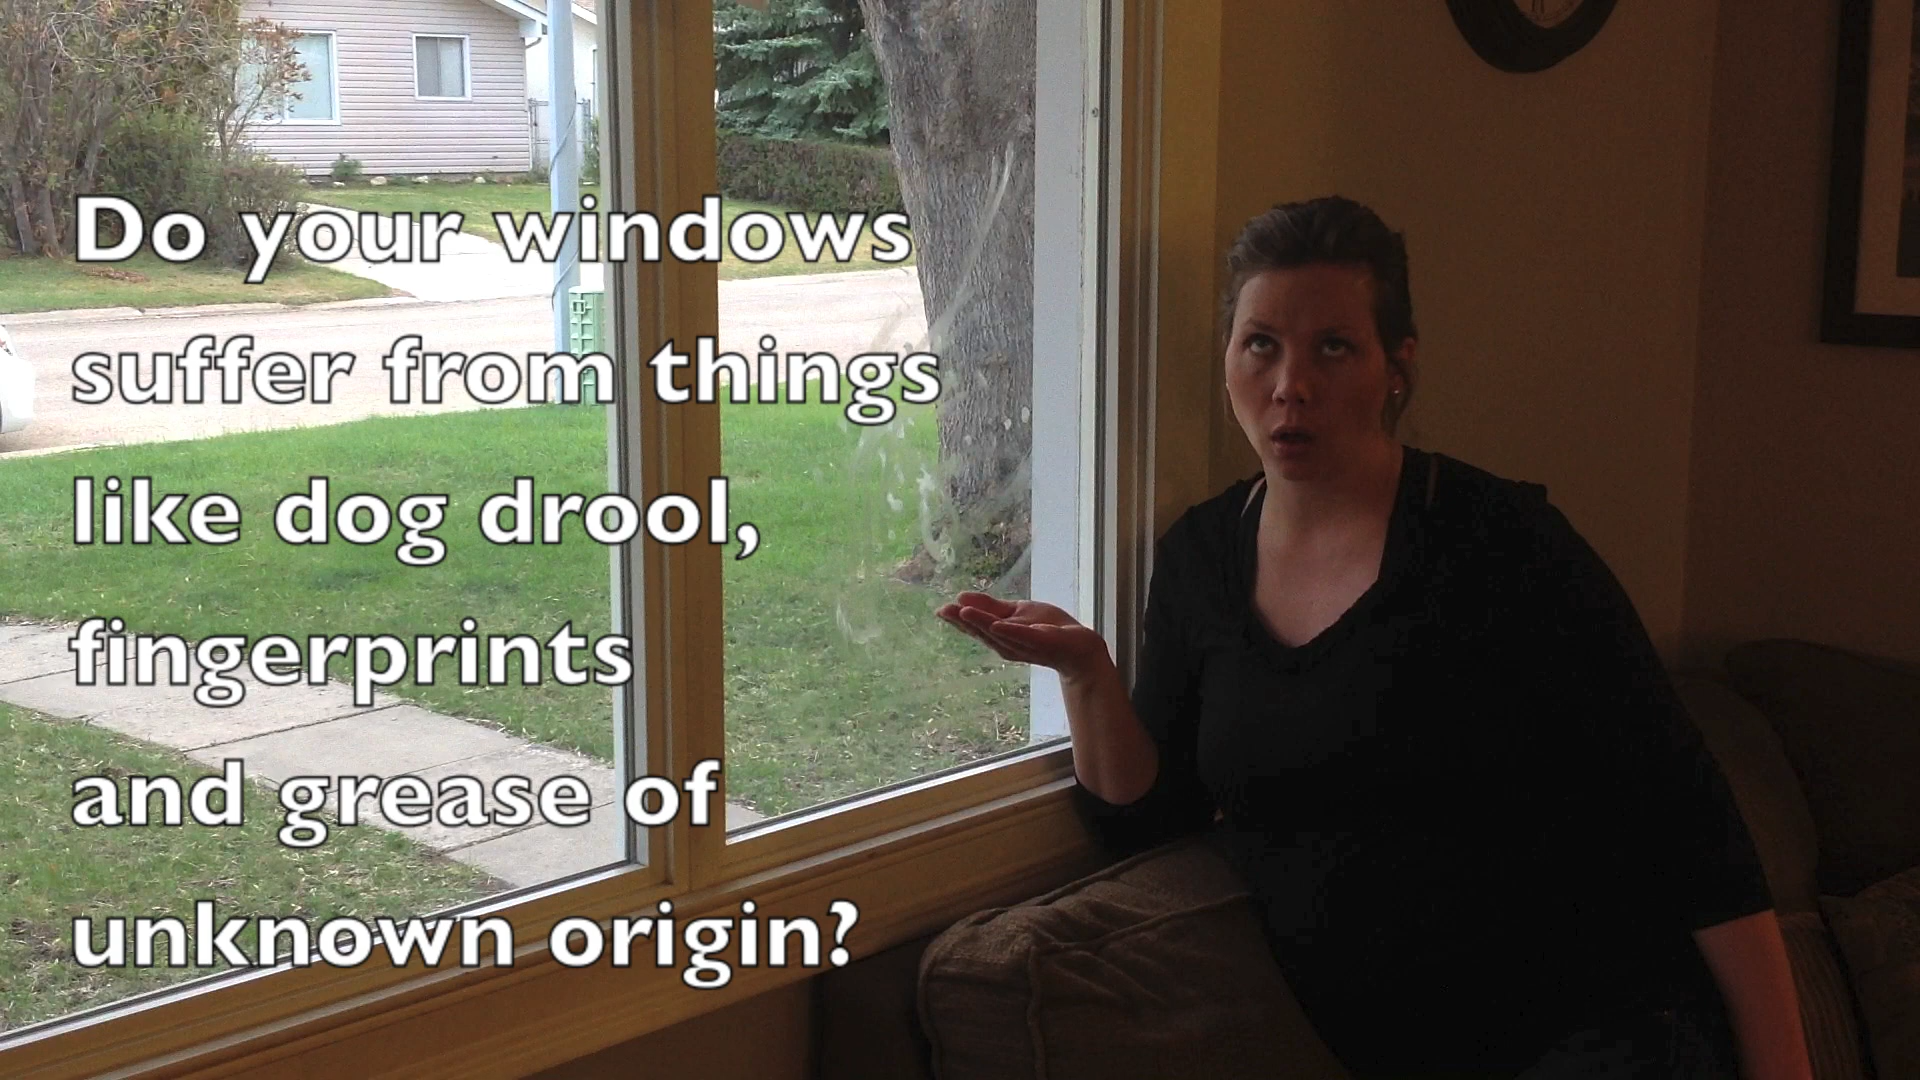 Do your windows
suffer from things
like dog drool,
fingerprints
and grease of
unknown origin?